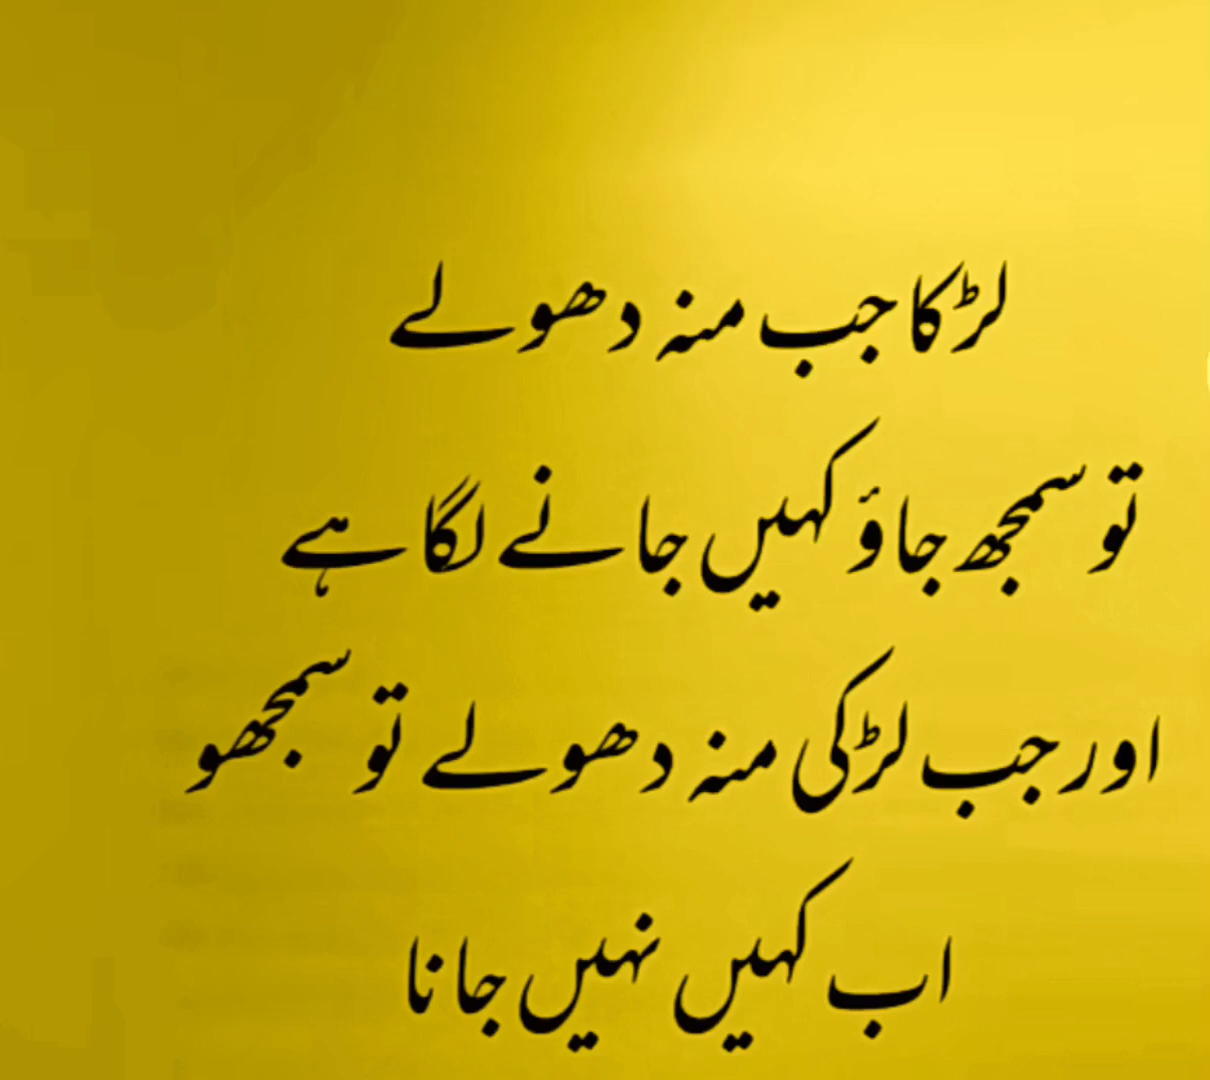 لڑکا جب منہ دھولے
تو سمجھ جاؤ کہیں جانے لگا ہے
اور جب لڑکی منہ دھولے تو سمجھو
اب کہیں نہیں جانا